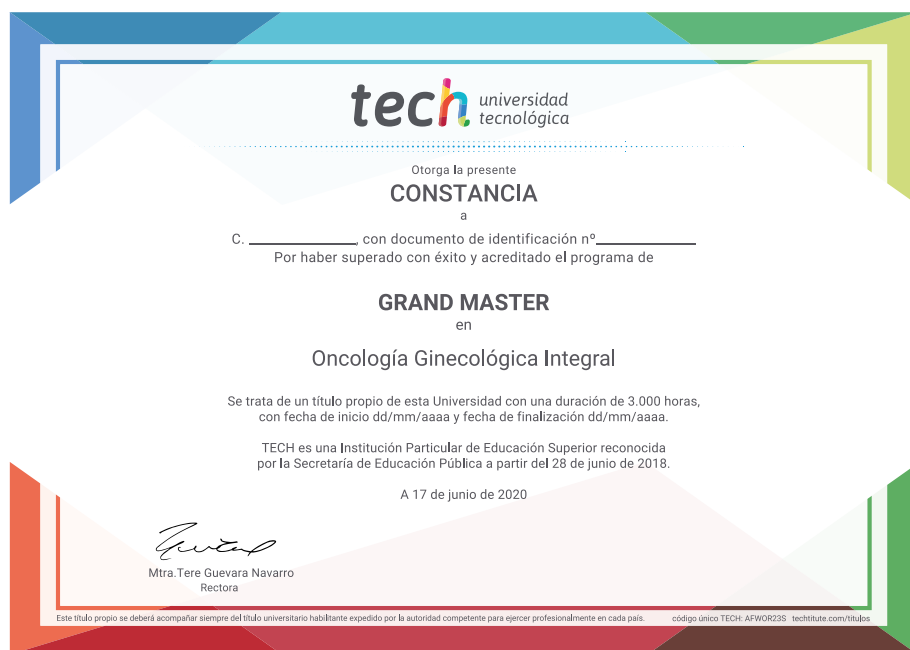 tech universidad
tecnológica
Otorga la presente
CONSTANCIA
a
C. ____________, con documento de identificación nº____________
Por haber superado con éxito y acreditado el programa de
GRAND MASTER
en
Oncología Ginecológica Integral
Se trata de un título propio de esta Universidad con una duración de 3.000 horas,
con fecha de inicio dd/mm/aaaa y fecha de finalización dd/mm/aaaa.
TECH es una Institución Particular de Educación Superior reconocida
por la Secretaría de Educación Pública a partir del 28 de junio de 2018.
A 17 de junio de 2020
Mtra.Tere Guevara Navarro
Rectora
Este título propio se deberá acompañar siempre del título universitario habilitante expedido por la autoridad competente para ejercer profesionalmente en cada país. código único TECH: AFWOR23S techtitute.com/titulos